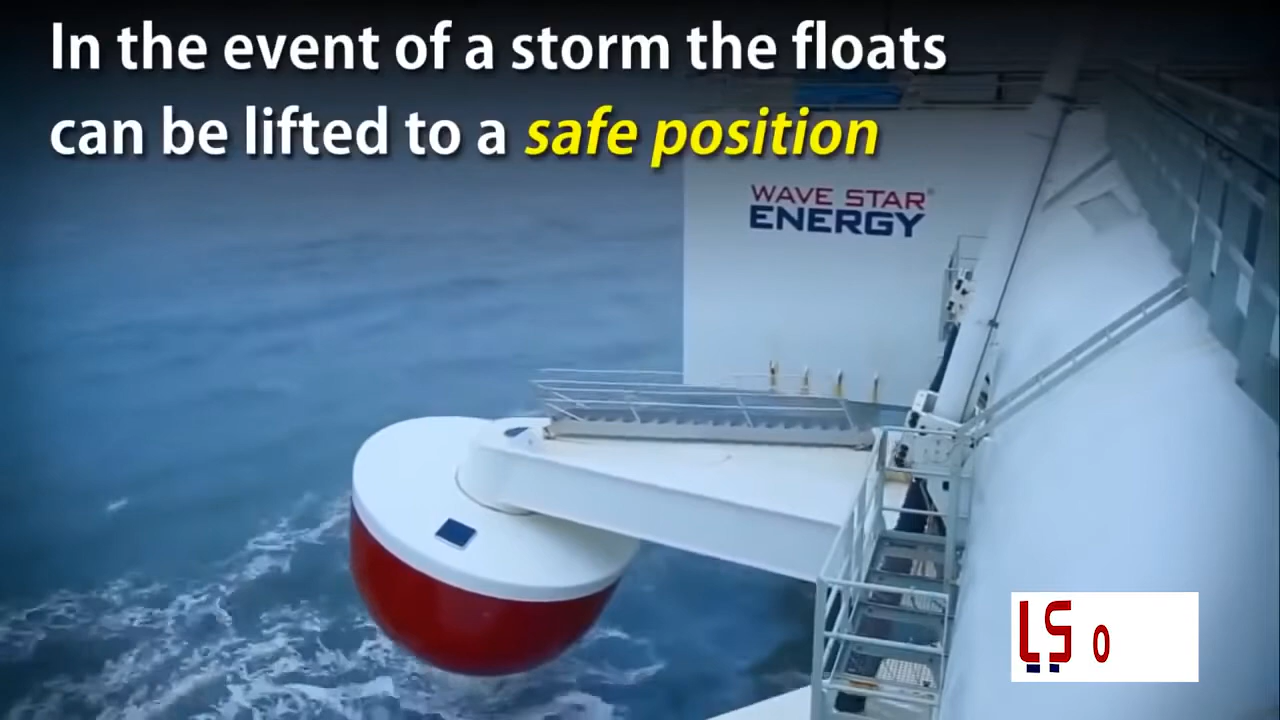 In the event of a storm the floats
can be lifted to a safe position
WAVE STAR®
ENERGY